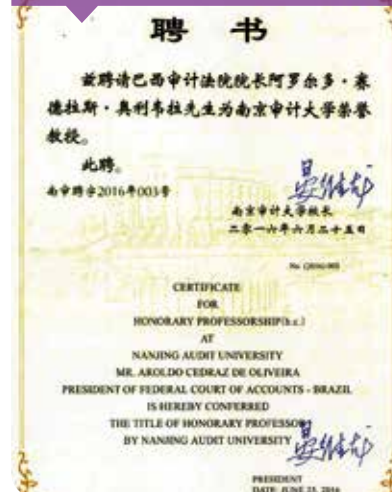 聘 书
兹聘请巴西审计法院院长阿罗尔多·塞
德拉斯·奥利韦拉先生为南京审计大学荣誉
教授。
此聘。
南审聘字2016年003号
南京审计大学校长
二零一六年六月二十五日
No. (2016) 003
CERTIFICATE
FOR
HONORARY PROFESSORSHIP(h.c.)
AT
NANJING AUDIT UNIVERSITY
MR. AROLDO CEDRAZ DE OLIVEIRA
PRESIDENT OF FEDERAL COURT OF ACCOUNTS - BRAZIL
IS HEREBY CONFERRED
THE TITLE OF HONORARY PROFESSOR
BY NANJING AUDIT UNIVERSITY
PRESIDENT
DATE: JUNE 25, 2016